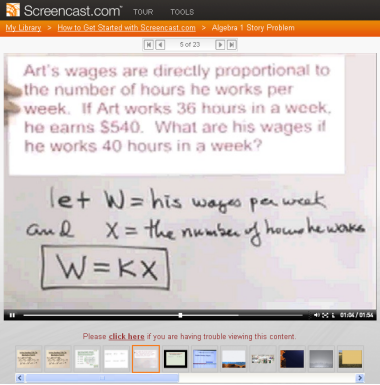 Screencast.com™ TOUR TOOLS
My Library > How to Get Started with Screencast.com > Algebra 1 Story Problem
5 of 23
Art's wages are directly proportional to
the number of hours he works per
week. If Art works 36 hours in a week,
he earns $540. What are his wages if
he works 40 hours in a week?
let W = his wages per week
and x = the number of hours he works
W = KX
01:04 / 01:54
Please click here if you are having trouble viewing this content.